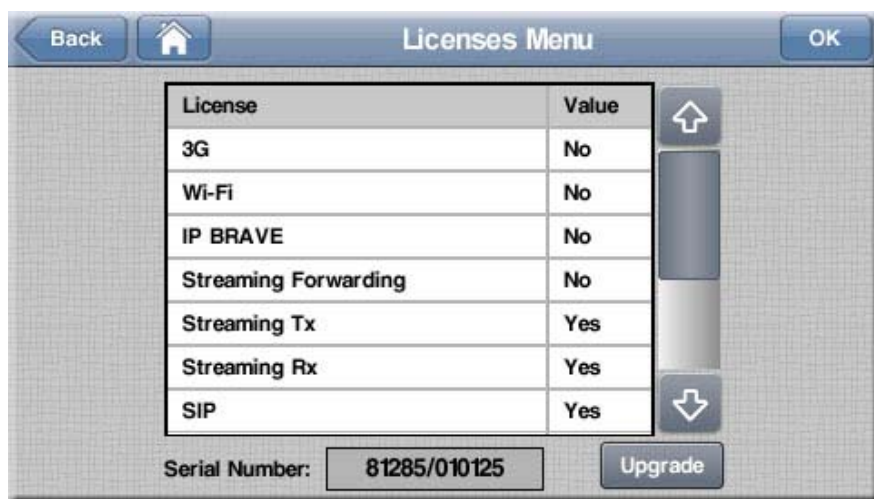 Back Licenses Menu OK
License Value
3G No
Wi-Fi No
IP BRAVE No
Streaming Forwarding No
Streaming Tx Yes
Streaming Rx Yes
SIP Yes
Serial Number: 81285/010125 Upgrade